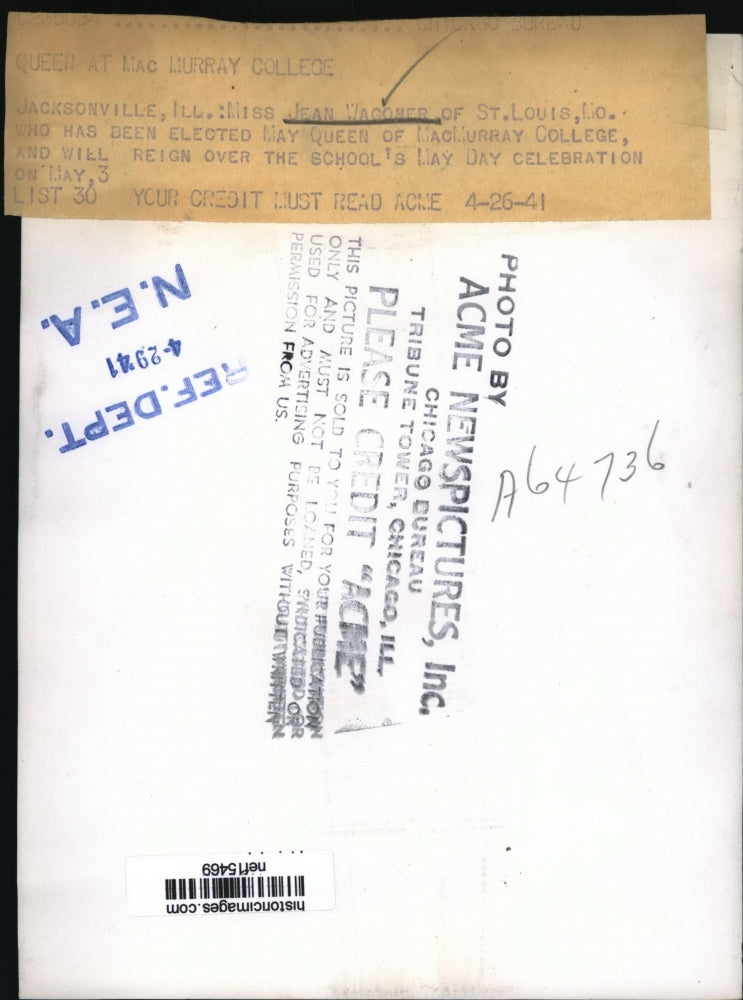 C236034 CHICAGO BUREAU
QUEEN AT MAC MURRAY COLLEGE
JACKSONVILLE, ILL.:MISS JEAN WAGONER OF ST.LOUIS,MO.
WHO HAS BEEN ELECTED MAY QUEEN OF MACMURRAY COLLEGE,
AND WILL REIGN OVER THE SCHOOL'S MAY DAY CELEBRATION
ON MAY,3
LIST 30 YOUR CREDIT MUST READ ACME 4-26-41
N.E.A.
4-29-41
REF. DEPT.
PHOTO BY
ACME NEWSPICTURES, Inc.
CHICAGO BUREAU
TRIBUNE TOWER, CHICAGO, ILL.
PLEASE CREDIT "ACME"
THIS PICTURE IS SOLD TO YOU FOR YOUR PUBLICATION
ONLY AND MUST NOT BE LOANED, SYNDICATED OR
USED FOR ADVERTISING PURPOSES WITHOUT WRITTEN
PERMISSION FROM US.
A64736
historicimages.com
nef15469